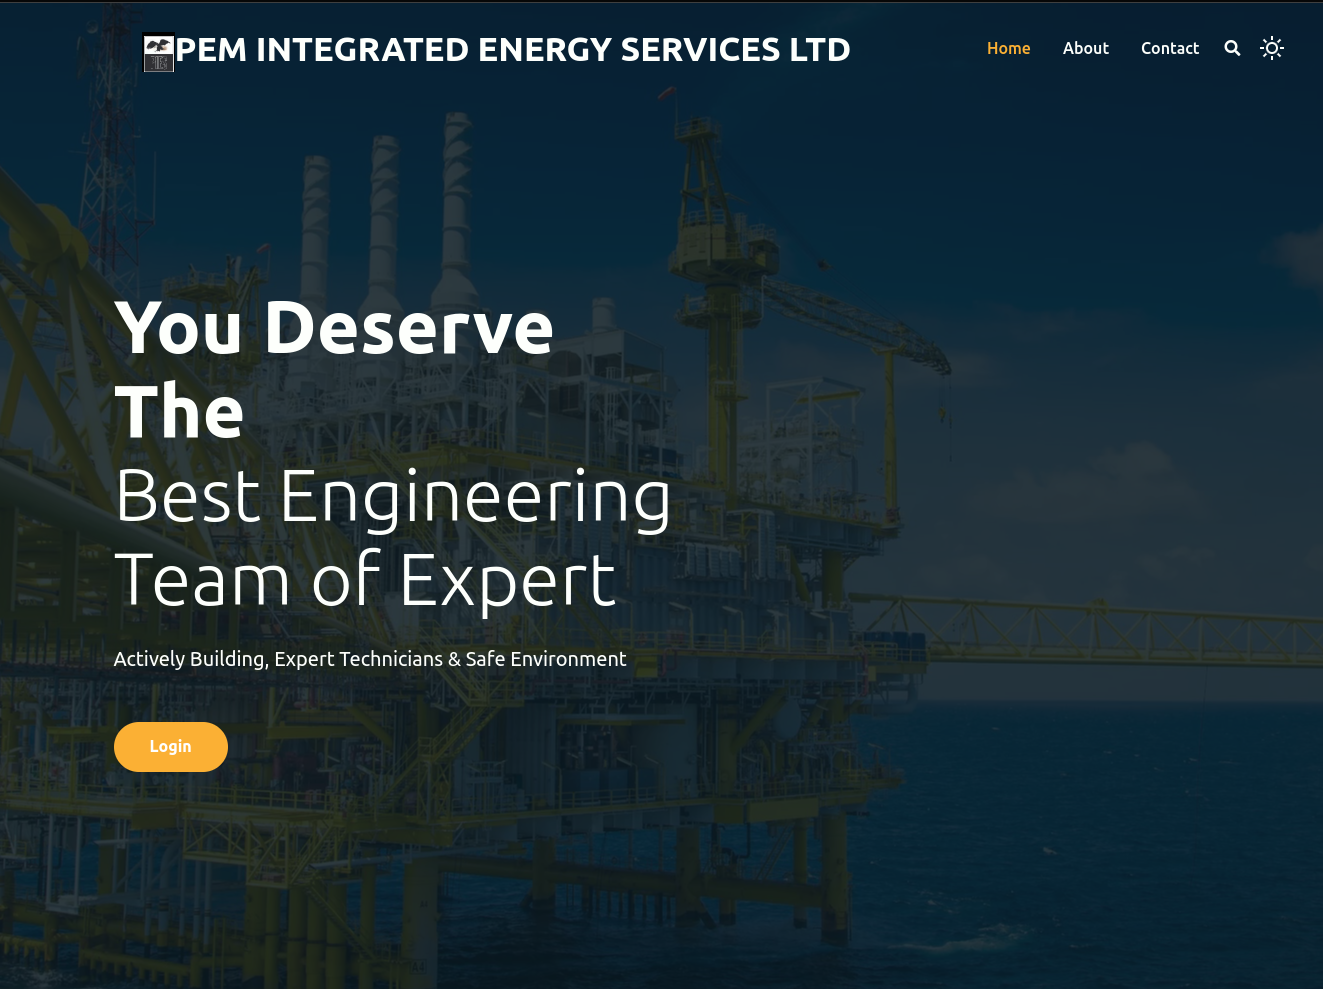 PEM INTEGRATED ENERGY SERVICES LTD
Home About Contact
You Deserve
The
Best Engineering
Team of Expert
Actively Building, Expert Technicians & Safe Environment
Login